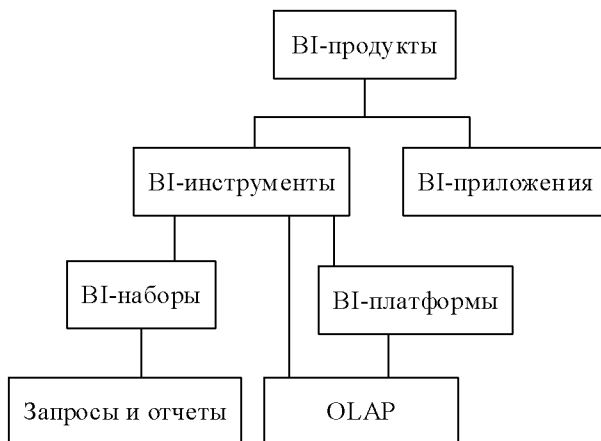 BI-продукты
BI-инструменты
BI-приложения
BI-наборы
BI-платформы
Запросы и отчеты
OLAP